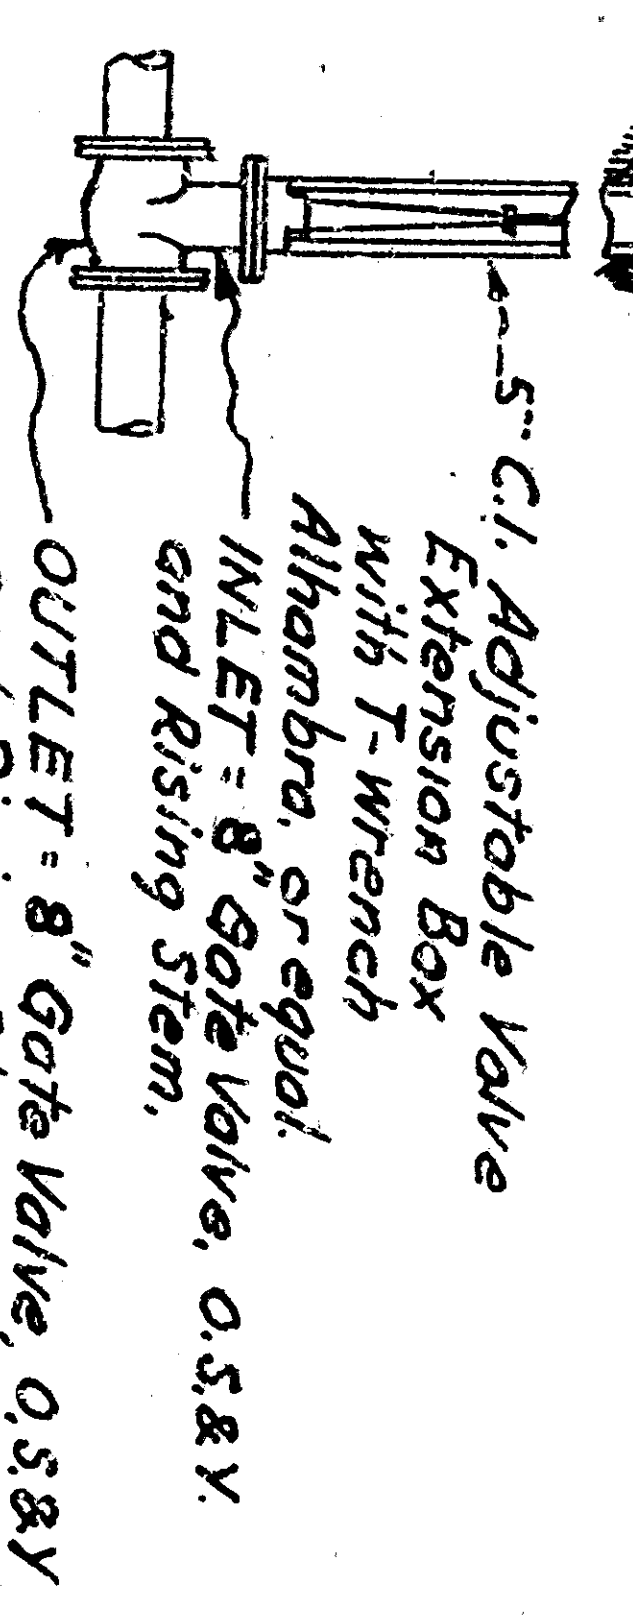 5" C.I. Adjustable Valve
Extension Box
with T-wrench
Alhambra, or equal.
INLET = 8" Gate Valve, O.S.&Y.
and Rising Stem.
OUTLET = 8" Gate Valve, O.S.&Y